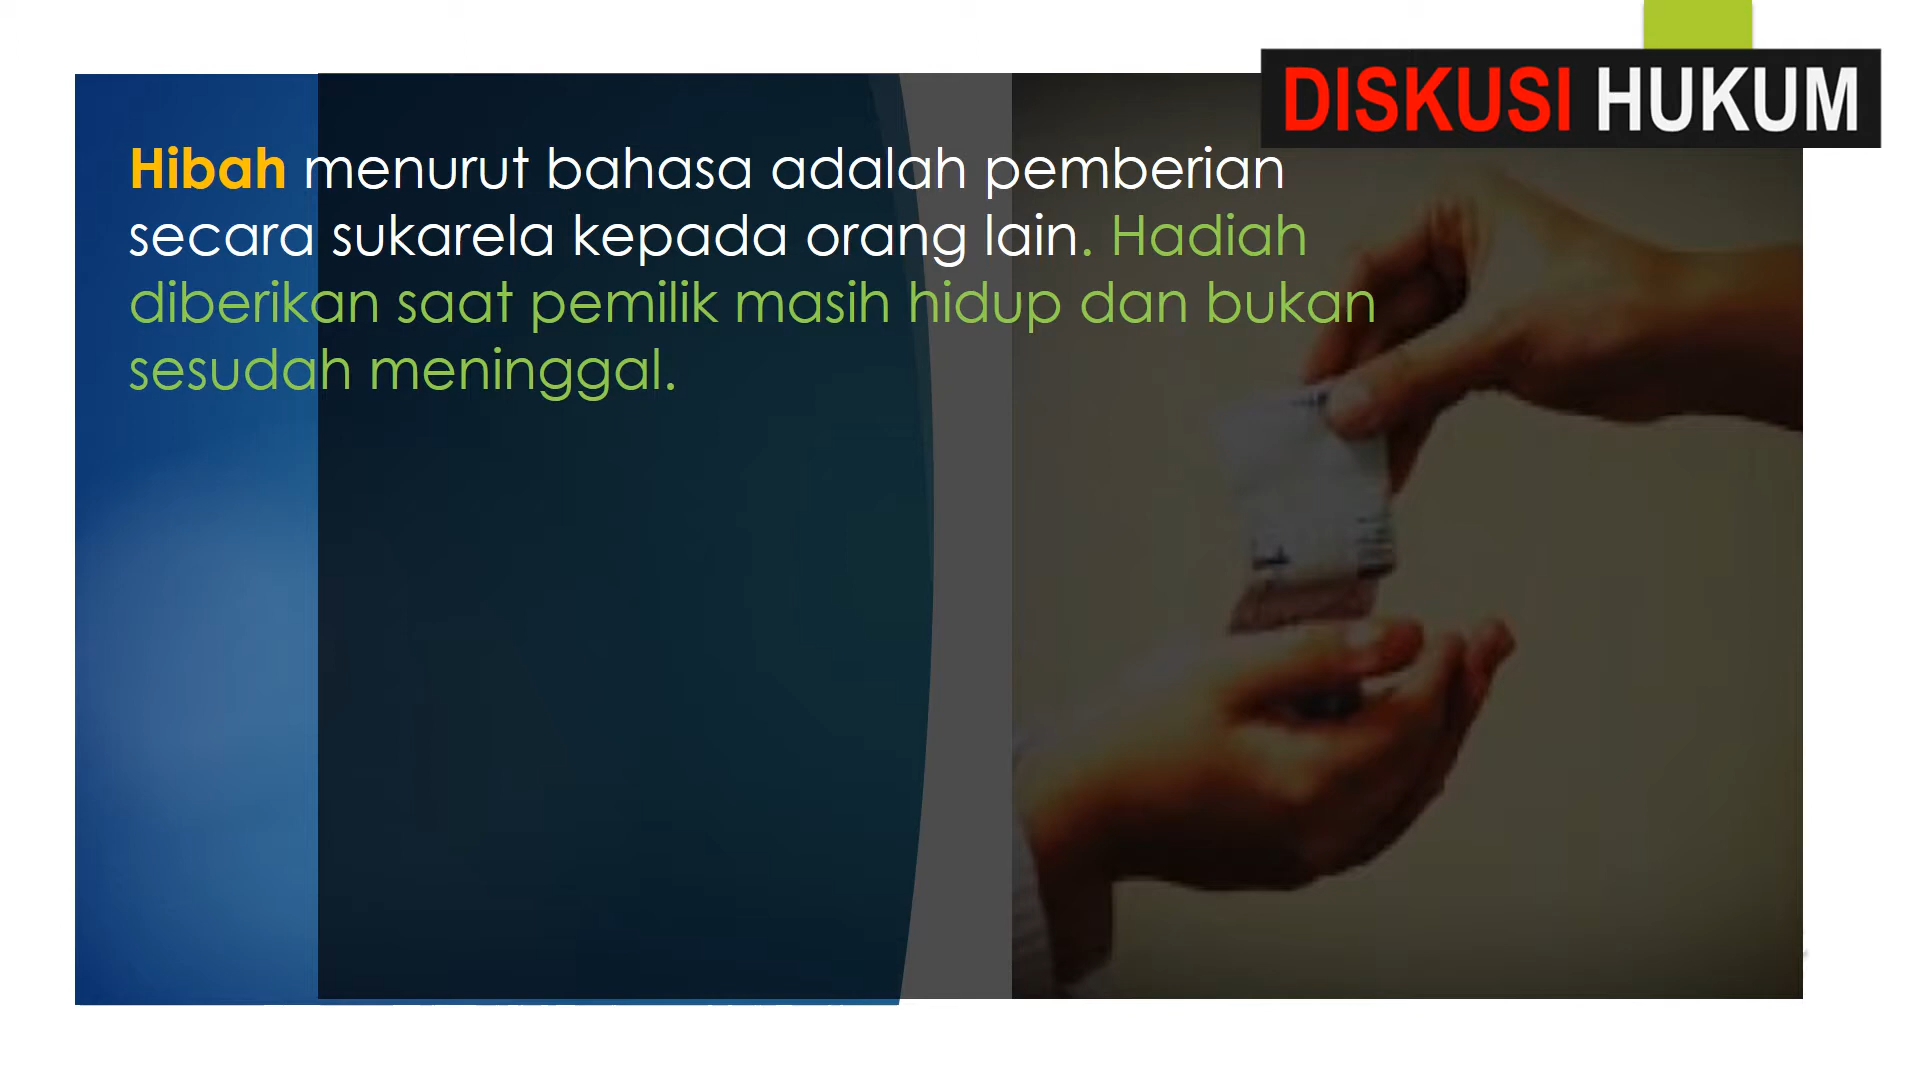 DISKUSI HUKUM
Hibah menurut bahasa adalah pemberian
secara sukarela kepada orang lain. Hadiah
diberikan saat pemilik masih hidup dan bukan
sesudah meninggal.